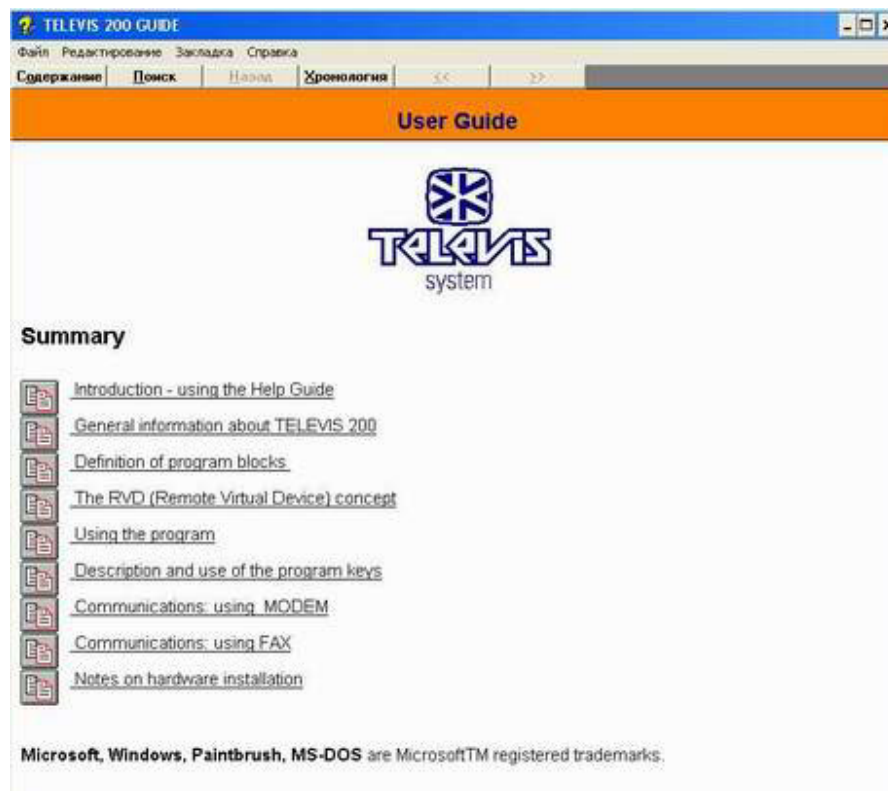 TELEVIS 200 GUIDE
Файл Редактирование Закладка Справка
Содержание Поиск Назад Хронология << >>
User Guide
TELEVIS
system
Summary
Introduction - using the Help Guide
General information about TELEVIS 200
Definition of program blocks
The RVD (Remote Virtual Device) concept
Using the program
Description and use of the program keys
Communications: using MODEM
Communications: using FAX
Notes on hardware installation
Microsoft, Windows, Paintbrush, MS-DOS are MicrosoftTM registered trademarks.